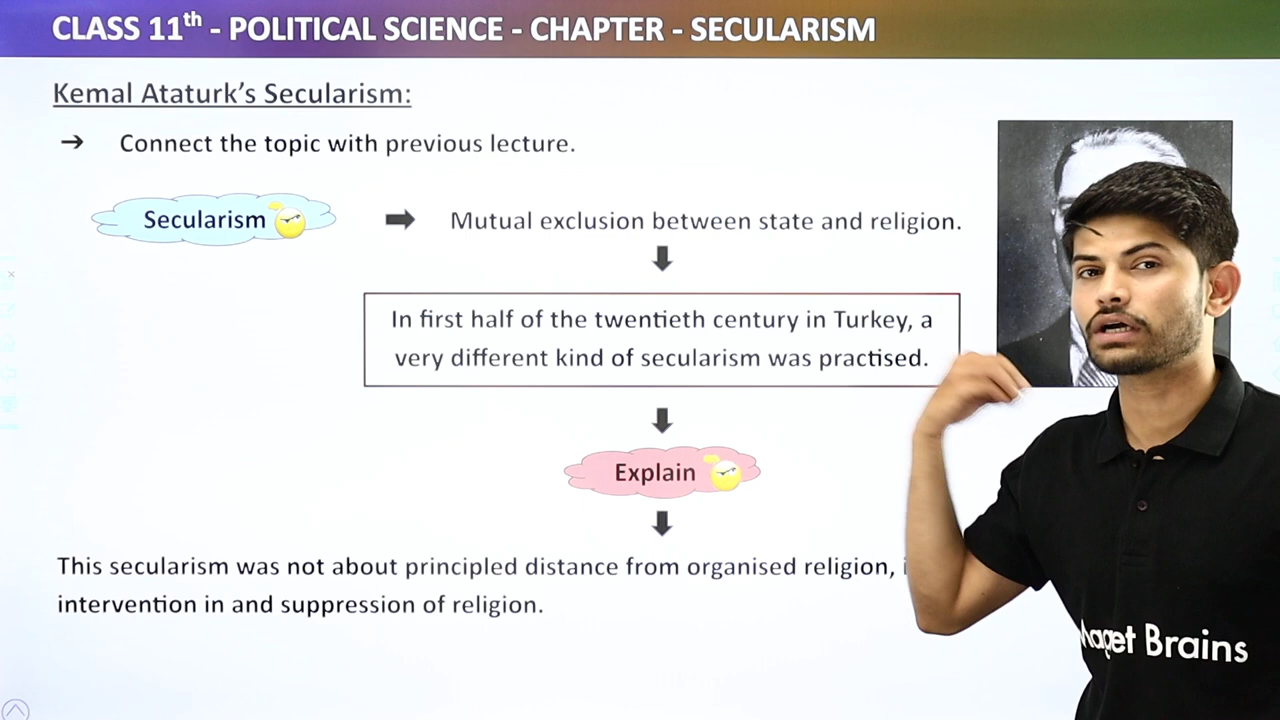 CLASS 11th - POLITICAL SCIENCE - CHAPTER - SECULARISM
Kemal Ataturk's Secularism:
→ Connect the topic with previous lecture.
Secularism → Mutual exclusion between state and religion.
In first half of the twentieth century in Turkey, a
very different kind of secularism was practised.
Explain
This secularism was not about principled distance from organised religion,
intervention in and suppression of religion.
Brains